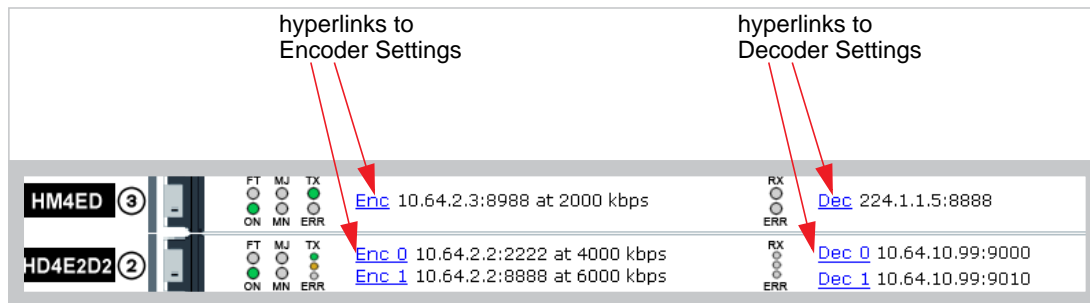 hyperlinks to
Encoder Settings
hyperlinks to
Decoder Settings
HM4ED 3
FT MJ TX
ON MN ERR
Enc 10.64.2.3:8988 at 2000 kbps
RX
ERR
Dec 224.1.1.5:8888
HD4E2D2 2
FT MJ TX
ON MN ERR
Enc 0 10.64.2.2:2222 at 4000 kbps
Enc 1 10.64.2.2:8888 at 6000 kbps
RX
ERR
Dec 0 10.64.10.99:9000
Dec 1 10.64.10.99:9010